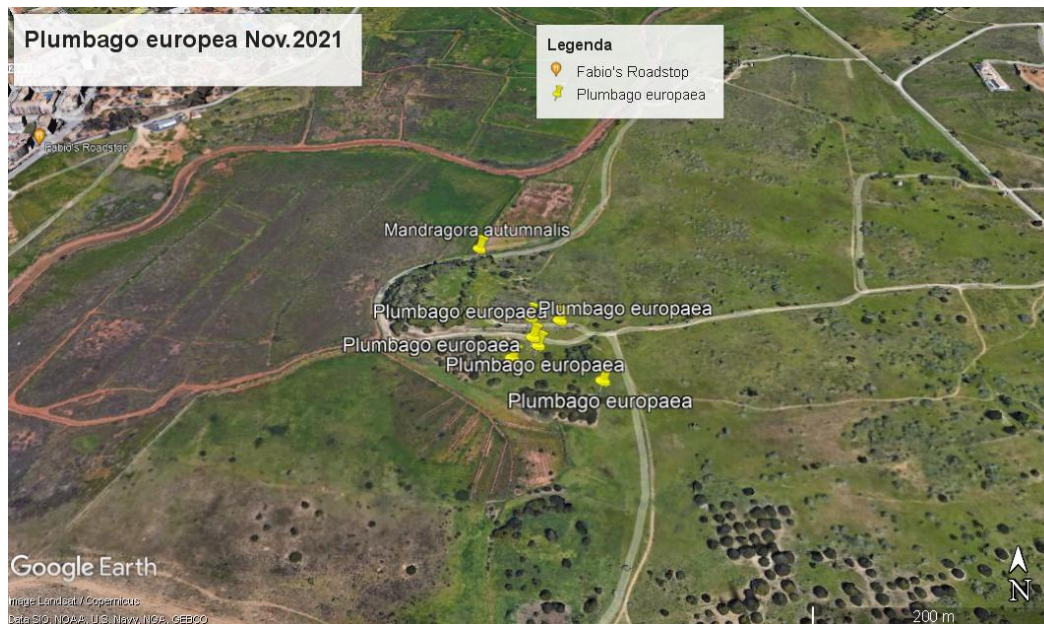 Plumbago europea Nov.2021
Legenda
Fabio's Roadstop
Plumbago europaea
Fabio's Roadstop
Mandragora autumnalis
Plumbago europaea
Plumbago europaea
Plumbago europaea
Plumbago europaea
Plumbago europaea
Google Earth
Image Landsat / Copernicus
Data SIO, NOAA, U.S. Navy, NGA, GEBCO
200 m
N